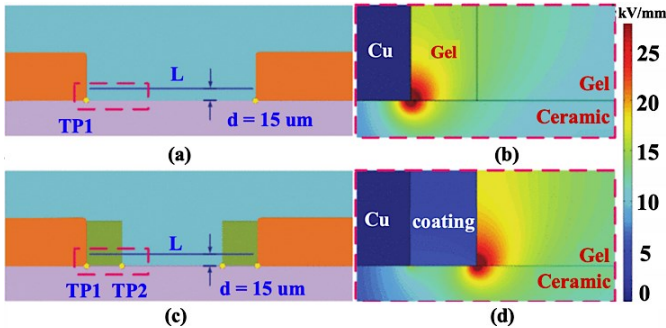 L
TP1
d = 15 um
(a)
Cu
Gel
Gel
Ceramic
(b)
L
TP1 TP2
d = 15 um
(c)
Cu
coating
Gel
Ceramic
(d)
kV/mm
30
25
20
15
10
5
0